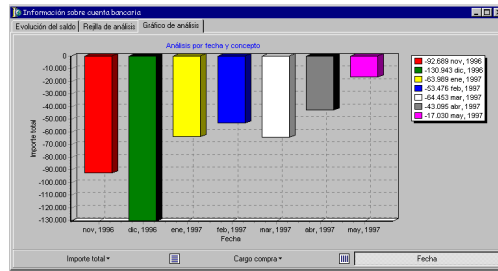 Información sobre cuenta bancaria
Evolución del saldo Rejilla de análisis Gráfico de análisis
Análisis por fecha y concepto
0
-10.000
-20.000
-30.000
-40.000
-50.000
-60.000
-70.000
-80.000
-90.000
-100.000
-110.000
-120.000
-130.000
Importe total
nov, 1996 dic, 1996 ene, 1997 feb, 1997 mar, 1997 abr, 1997 may, 1997
Fecha
-92.689 nov, 1996
-130.943 dic, 1996
-63.989 ene, 1997
-53.476 feb, 1997
-64.453 mar, 1997
-43.095 abr, 1997
-17.030 may, 1997
Importe total Cargo compra Fecha